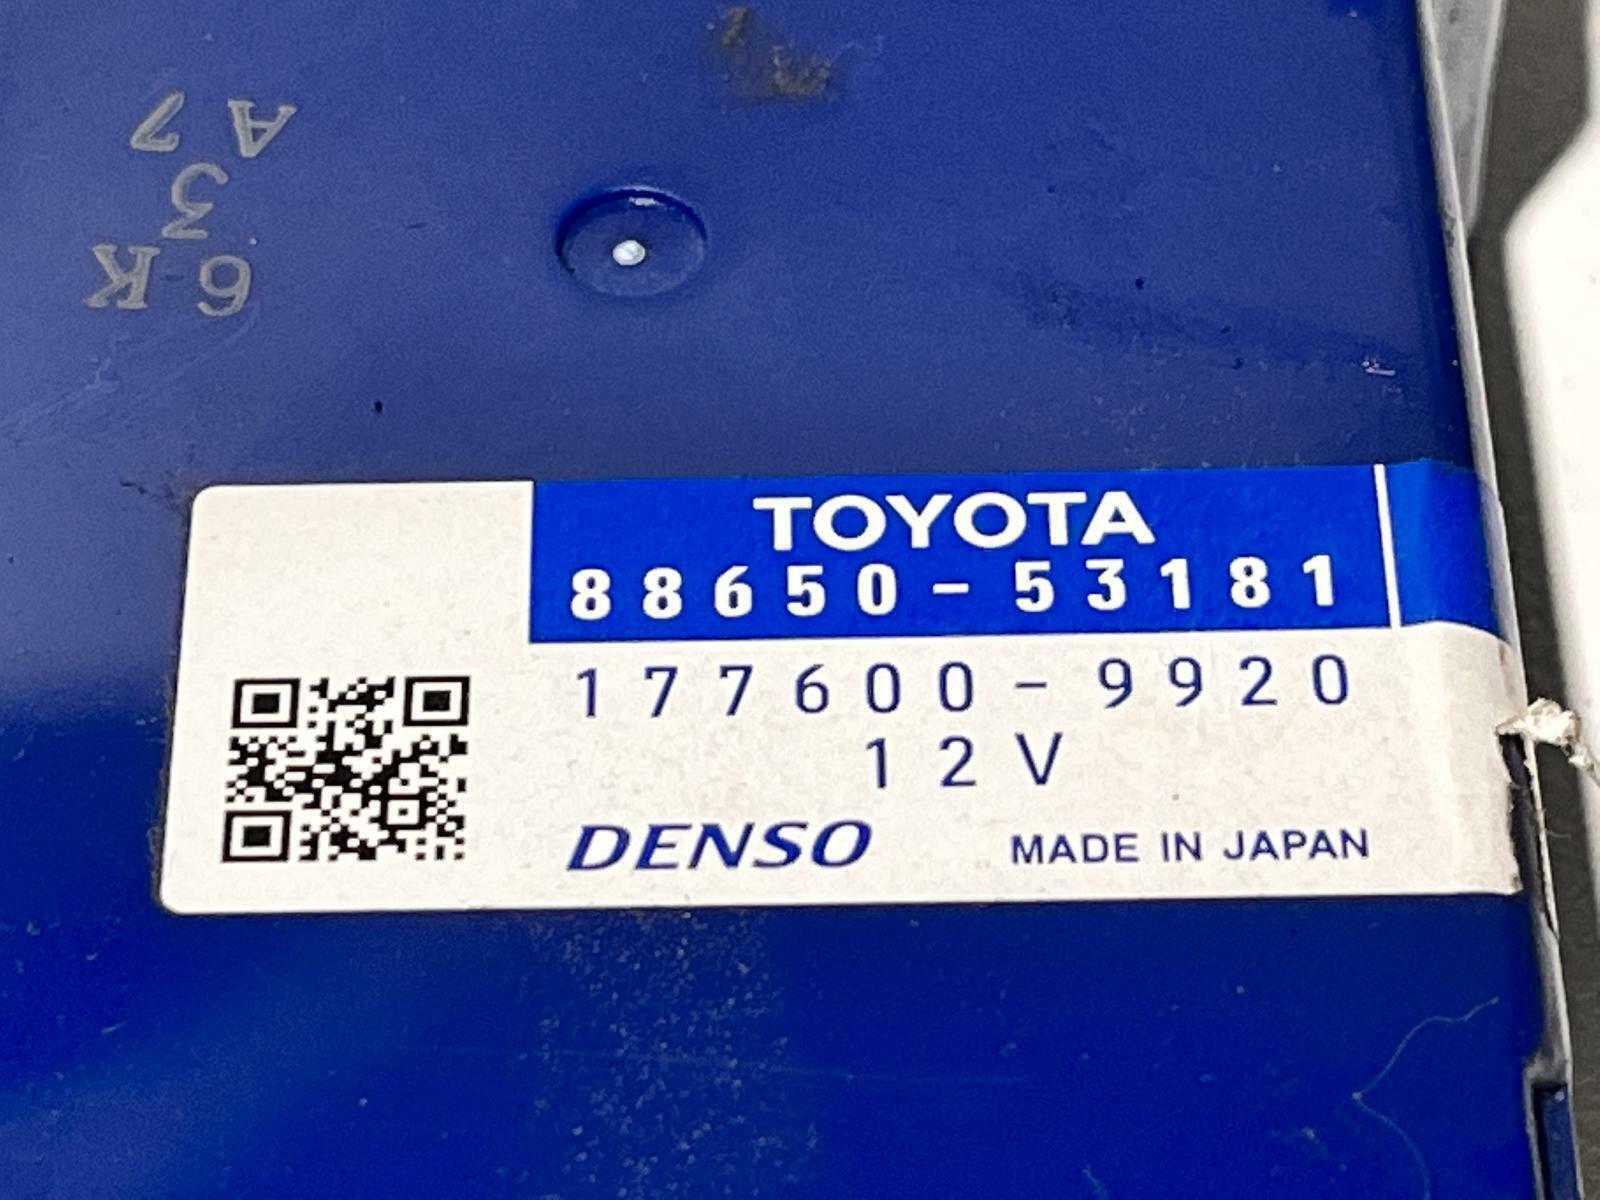 A7
3
6 K
TOYOTA
88650-53181
177600-9920
12V
DENSO MADE IN JAPAN